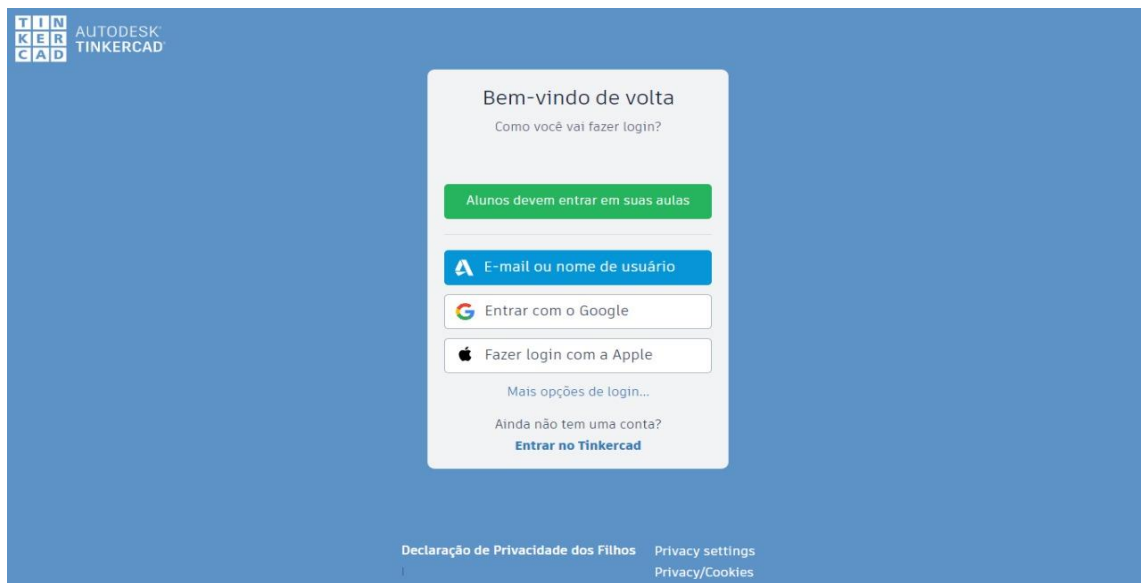 TIN
KER
CAD
AUTODESK®
TINKERCAD®
Bem-vindo de volta
Como você vai fazer login?
Alunos devem entrar em suas aulas
E-mail ou nome de usuário
Entrar com o Google
Fazer login com a Apple
Mais opções de login...
Ainda não tem uma conta?
Entrar no Tinkercad
Declaração de Privacidade dos Filhos Privacy settings
| Privacy/Cookies